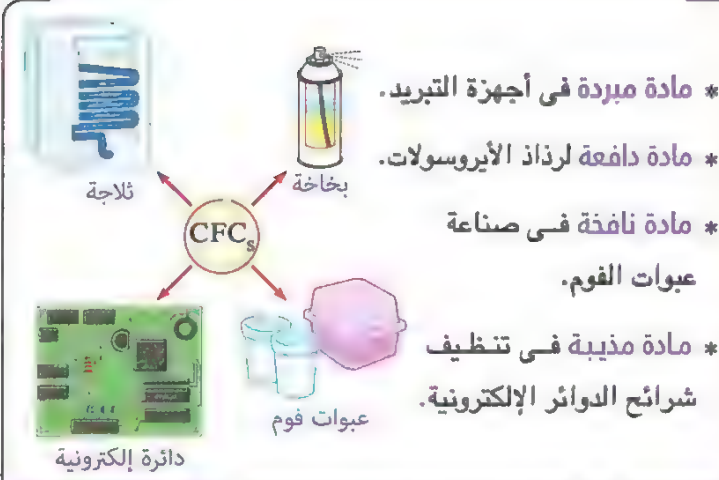 * مادة مبردة فى أجهزة التبريد.
* مادة دافعة لرذاذ الأيروسولات.
* مادة نافخة فى صناعة
عبوات الفوم.
* مادة مذيبة فى تنظيف
شرائح الدوائر الإلكترونية.
بخاخة
ثلاجة
CFCs
عبوات فوم
دائرة إلكترونية